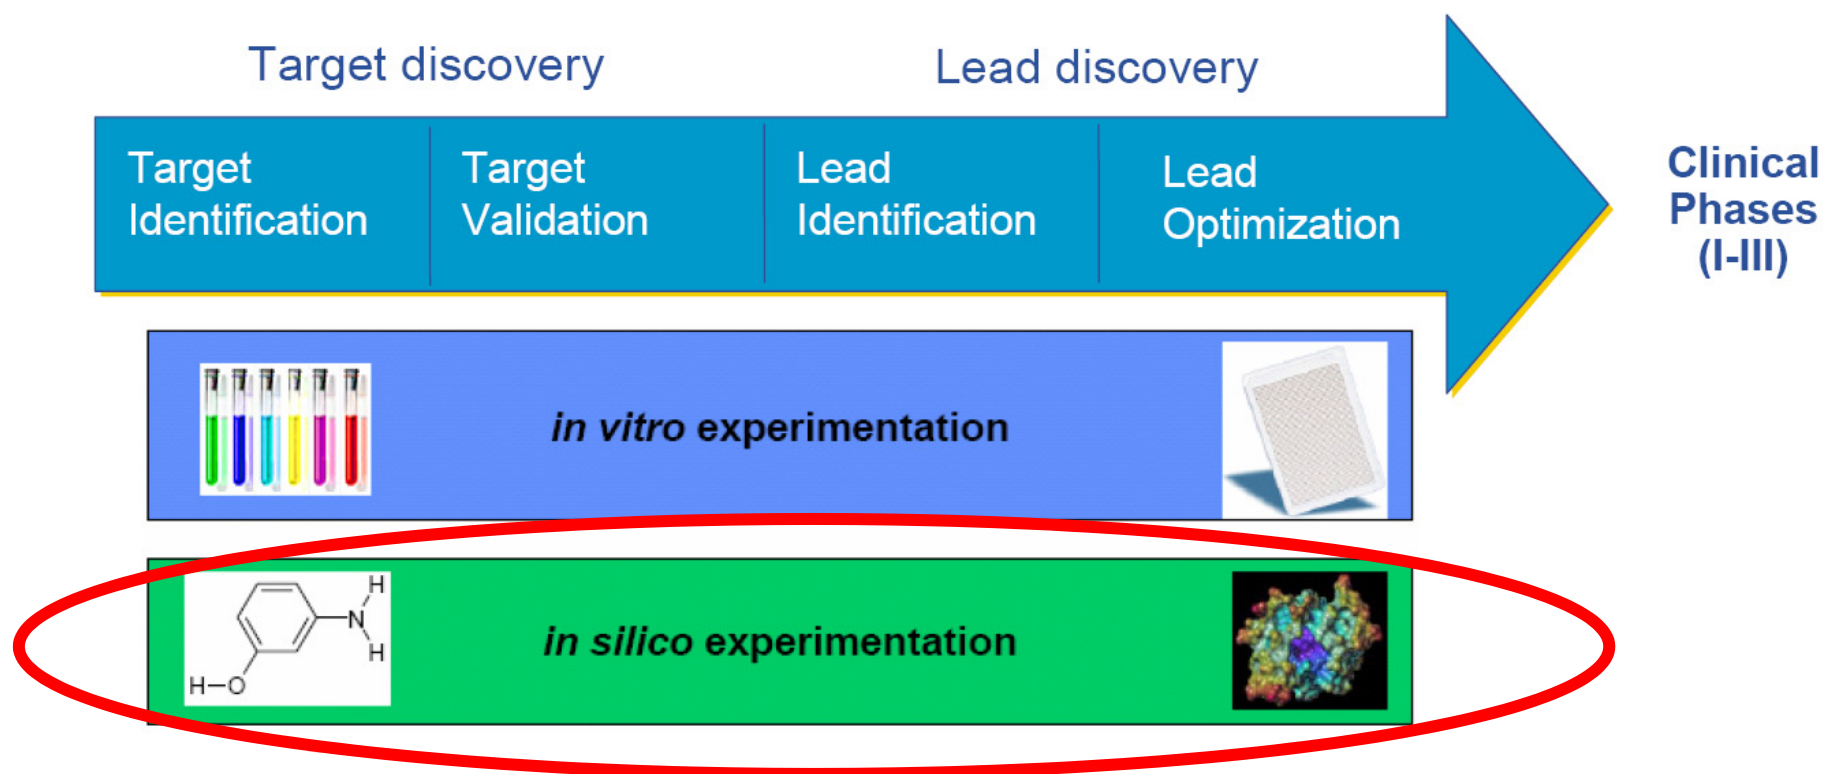 Target discovery
Lead discovery
Target
Identification
Target
Validation
Lead
Identification
Lead
Optimization
Clinical
Phases
(I-III)
in vitro experimentation
in silico experimentation
H
N
H
H–O